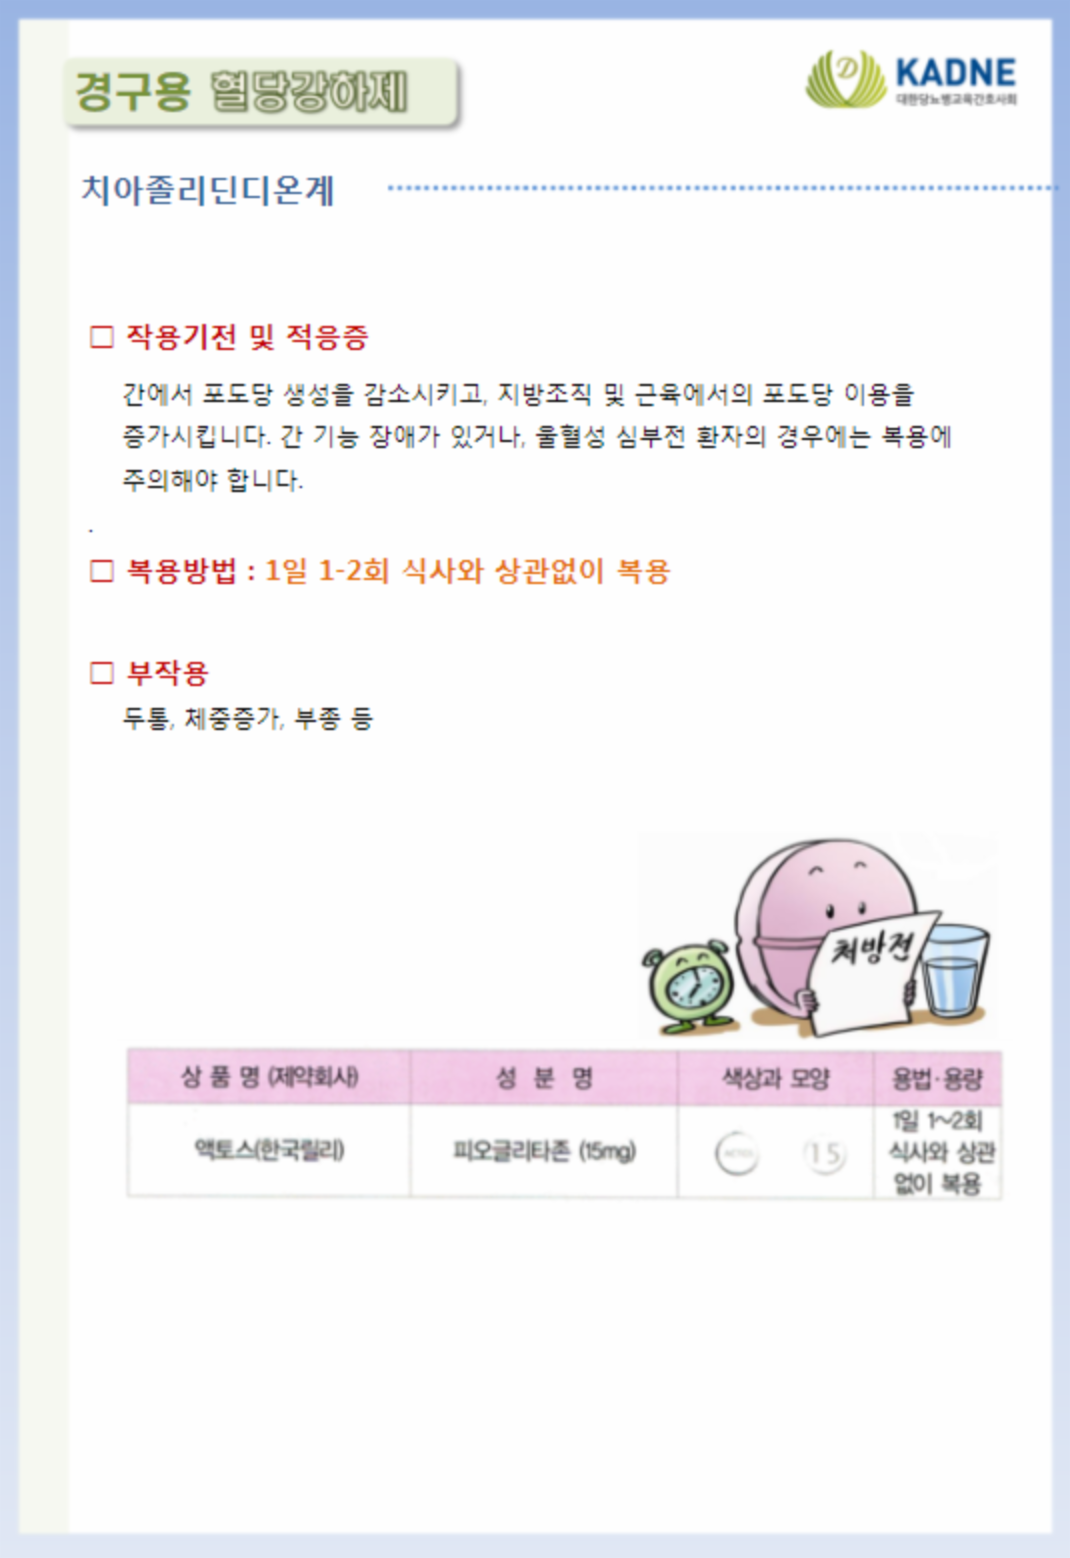 경구용 혈당강하제
KADNE
대한당뇨병교육간호사회
치아졸리딘디온계
□ 작용기전 및 적응증
간에서 포도당 생성을 감소시키고, 지방조직 및 근육에서의 포도당 이용을
증가시킵니다. 간 기능 장애가 있거나, 울혈성 심부전 환자의 경우에는 복용에
주의해야 합니다.
.
□ 복용방법 : 1일 1-2회 식사와 상관없이 복용
□ 부작용
두통, 체중증가, 부종 등
처방전
상 품 명 (제약회사)
성 분 명
색상과 모양
용법·용량
액토스(한국릴리)
피오글리타존 (15mg)
15
1일 1~2회
식사와 상관
없이 복용